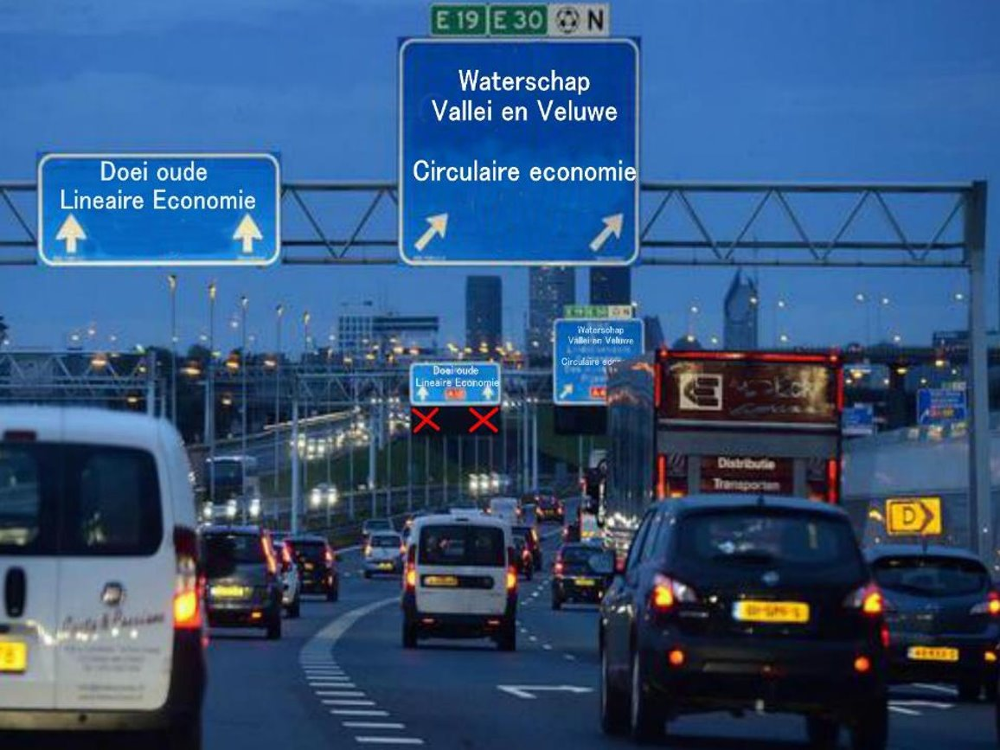 E 19 E 30 N
Waterschap
Vallei en Veluwe
Circulaire economie
Doei oude
Lineaire Economie
Waterschap
Vallei en Veluwe
Circulaire
Doei oude
Lineaire Economie
Distributie
Transporten
D